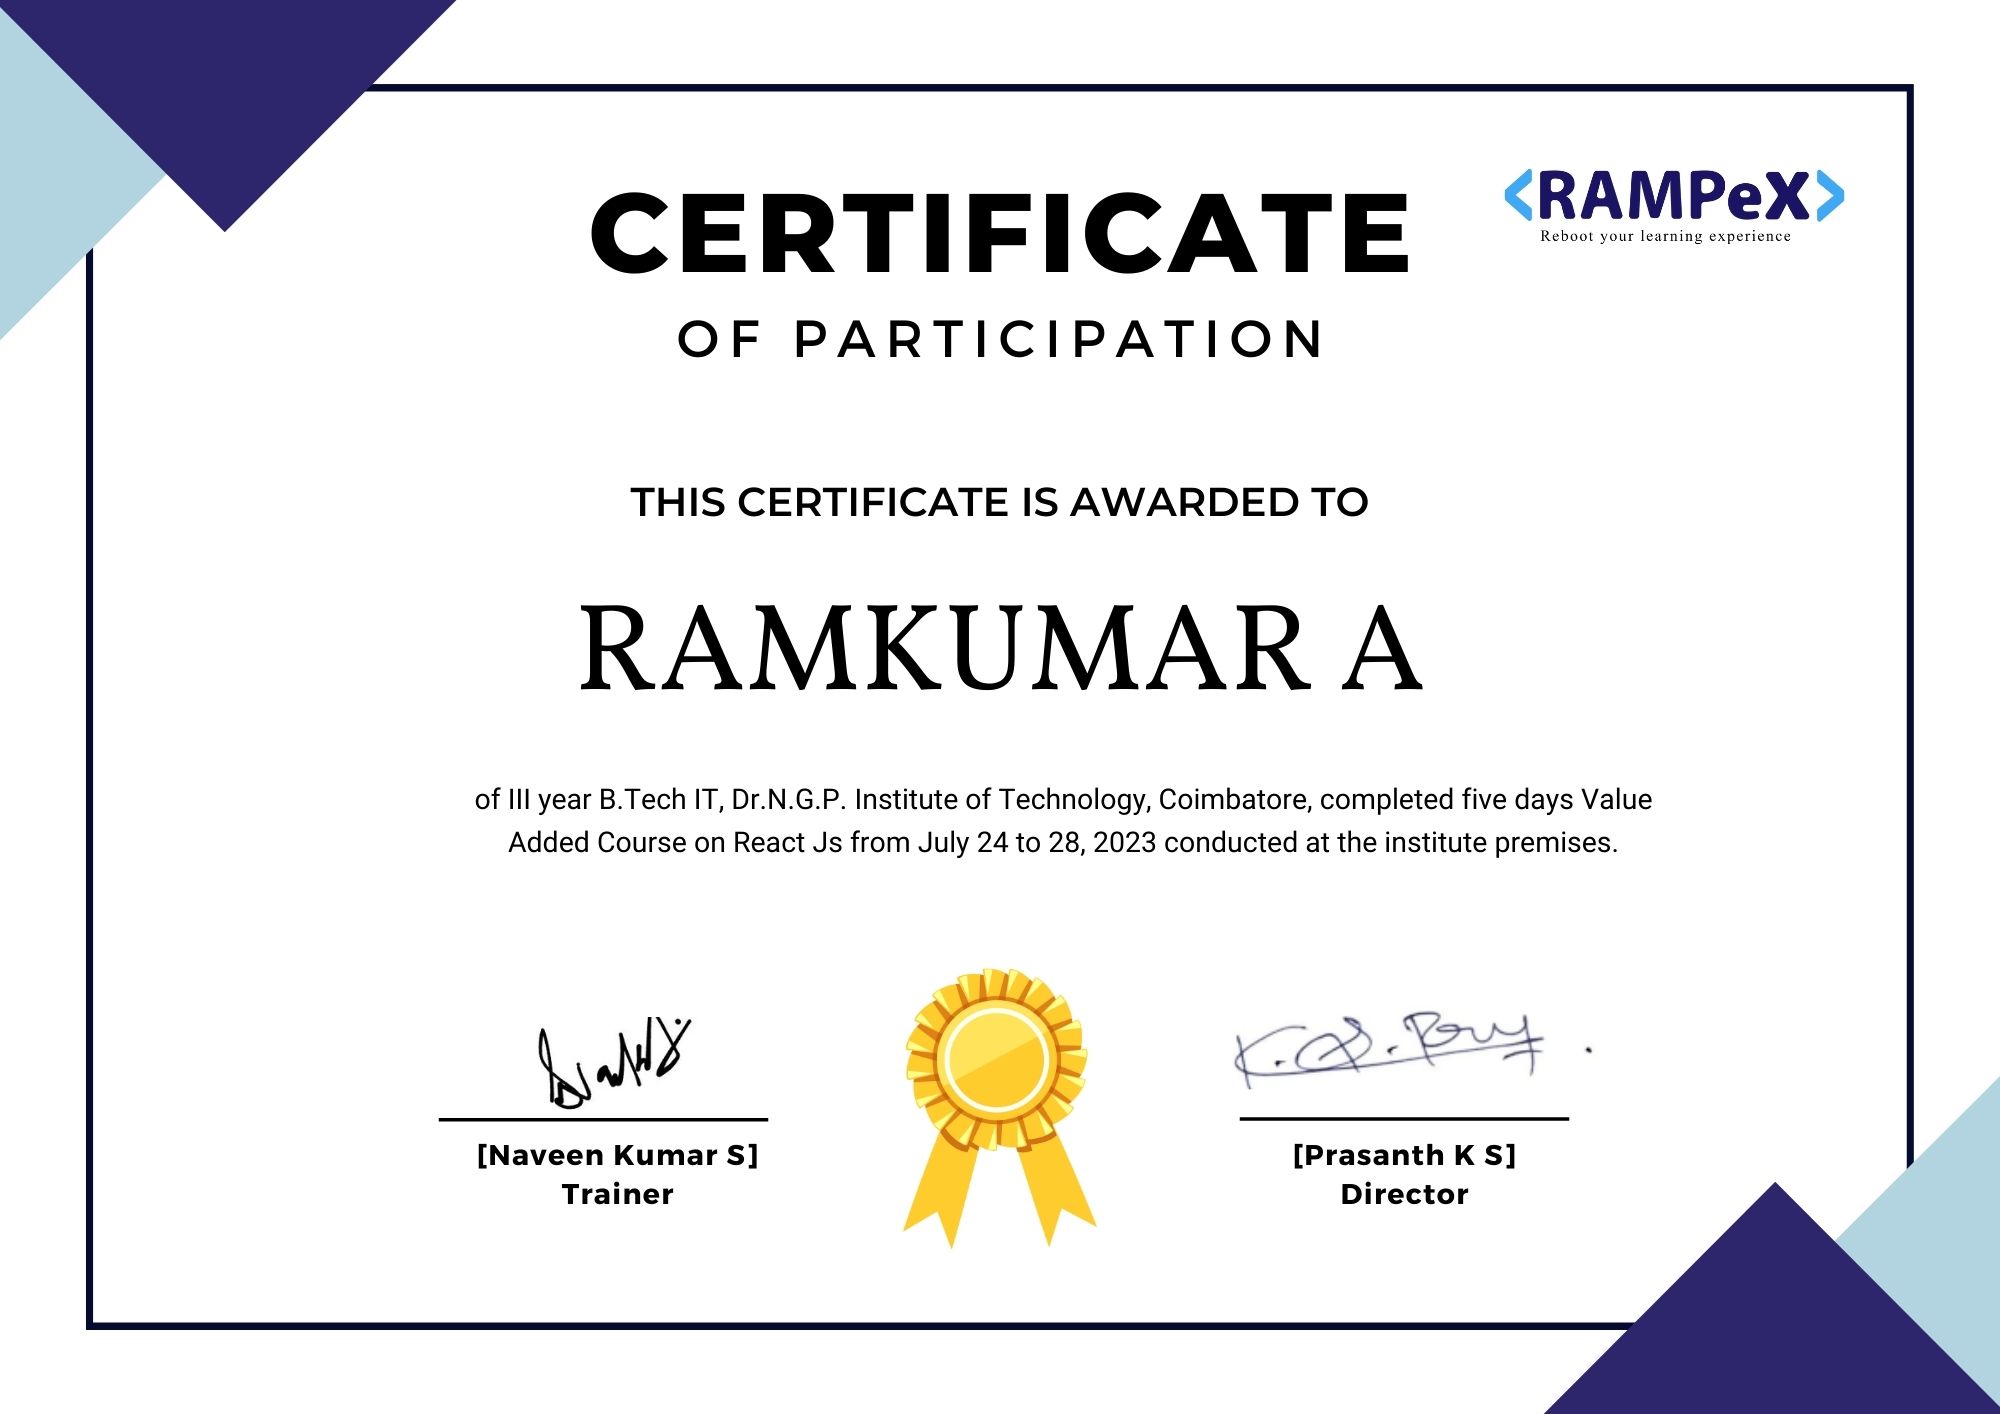 <RAMPeX>
Reboot your learning experience
CERTIFICATE
OF PARTICIPATION
THIS CERTIFICATE IS AWARDED TO
RAMKUMAR A
of III year B.Tech IT, Dr.N.G.P. Institute of Technology, Coimbatore, completed five days Value
Added Course on React Js from July 24 to 28, 2023 conducted at the institute premises.
[Naveen Kumar S]
Trainer
[Prasanth K S]
Director